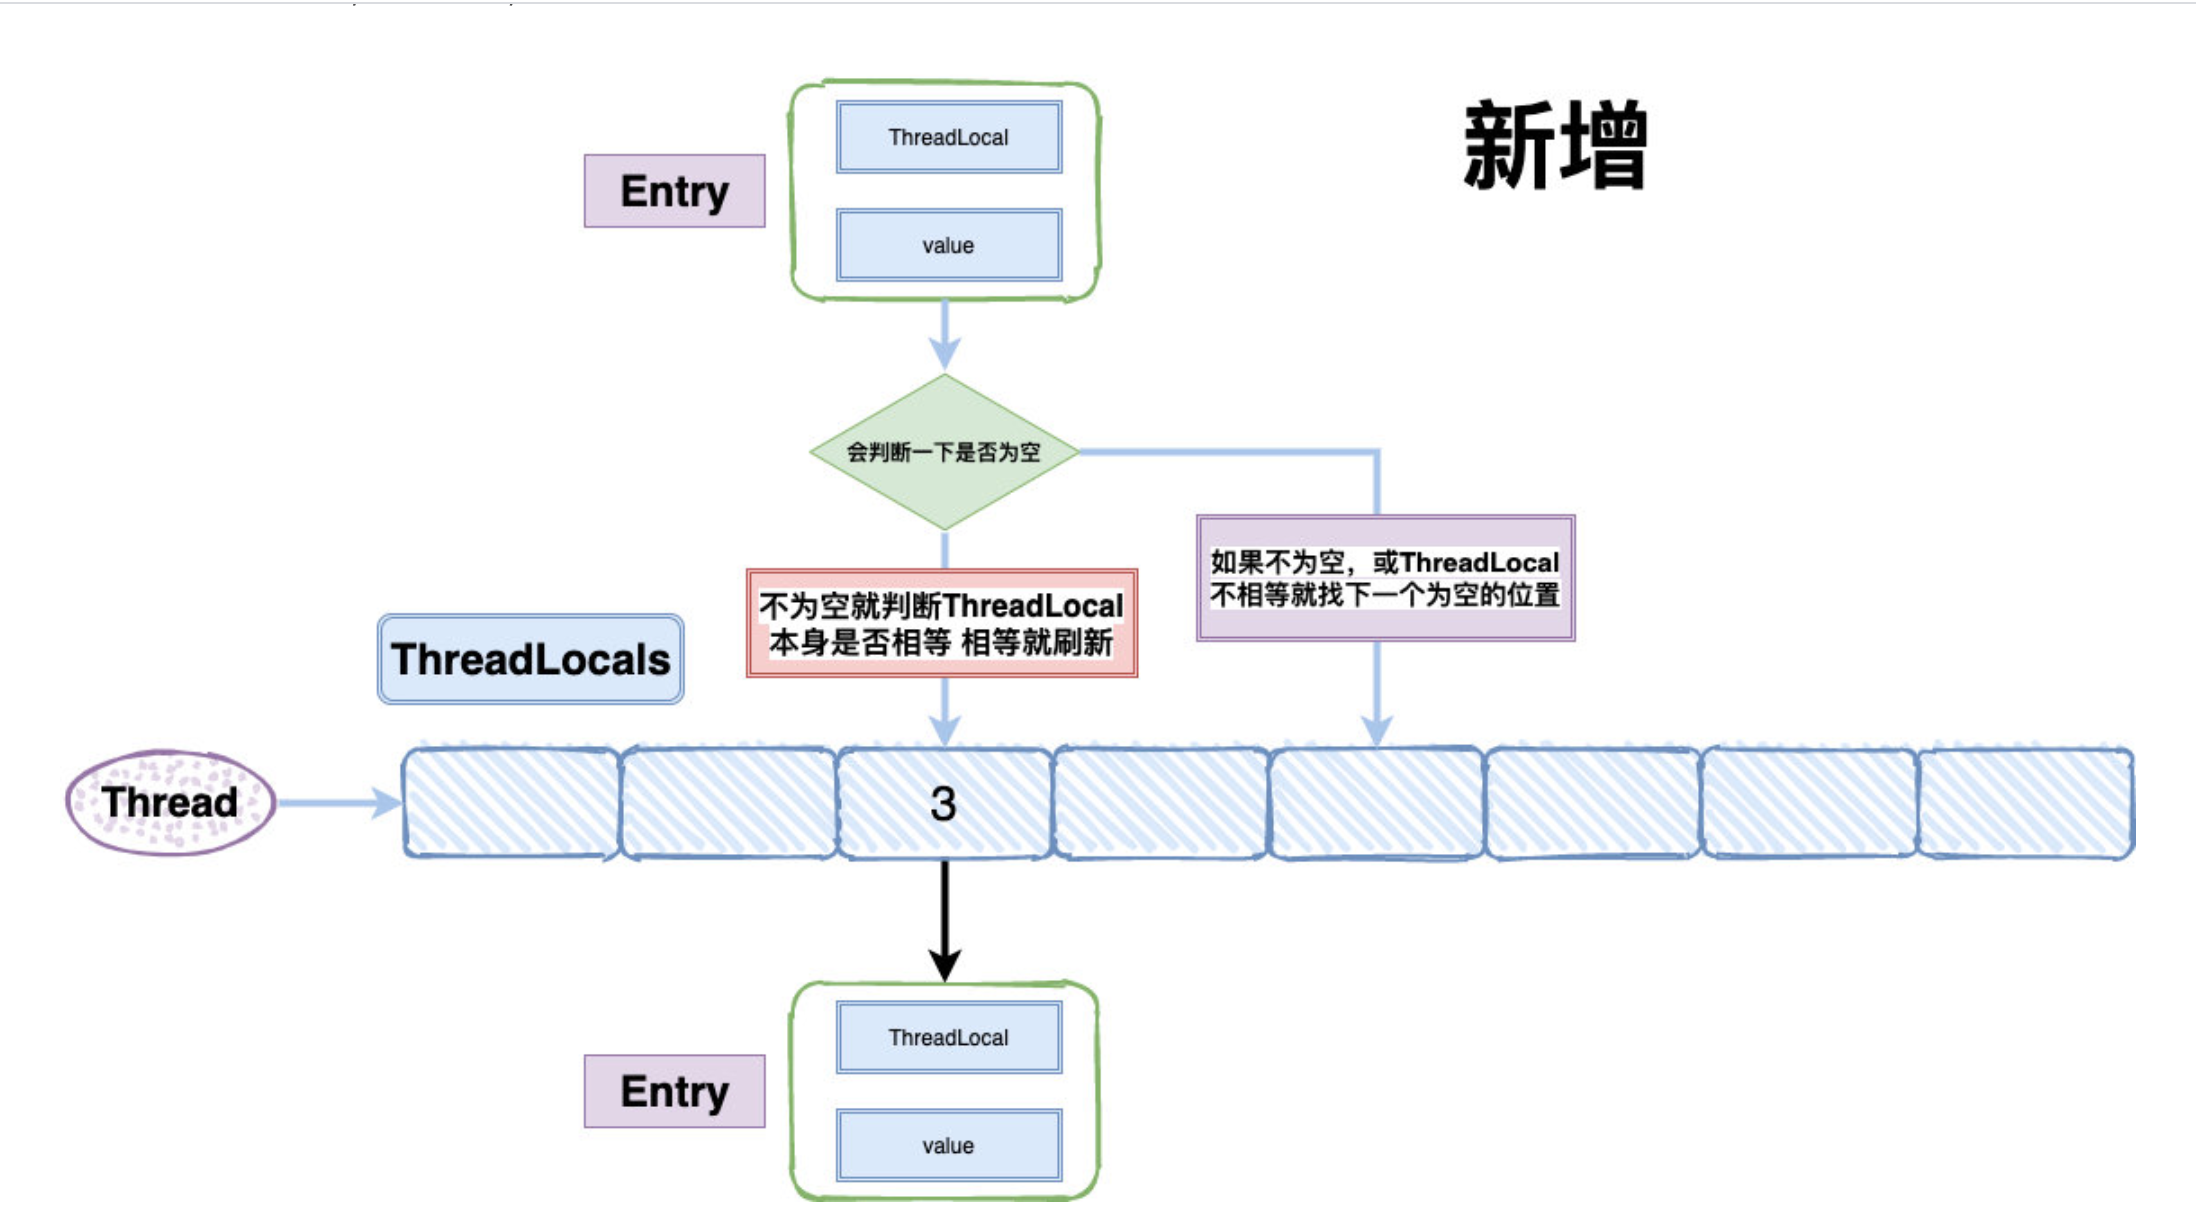 新增
ThreadLocal
Entry
value
会判断一下是否为空
如果不为空，或ThreadLocal
不相等就找下一个为空的位置
不为空就判断ThreadLocal
本身是否相等 相等就刷新
ThreadLocals
Thread
3
ThreadLocal
Entry
value